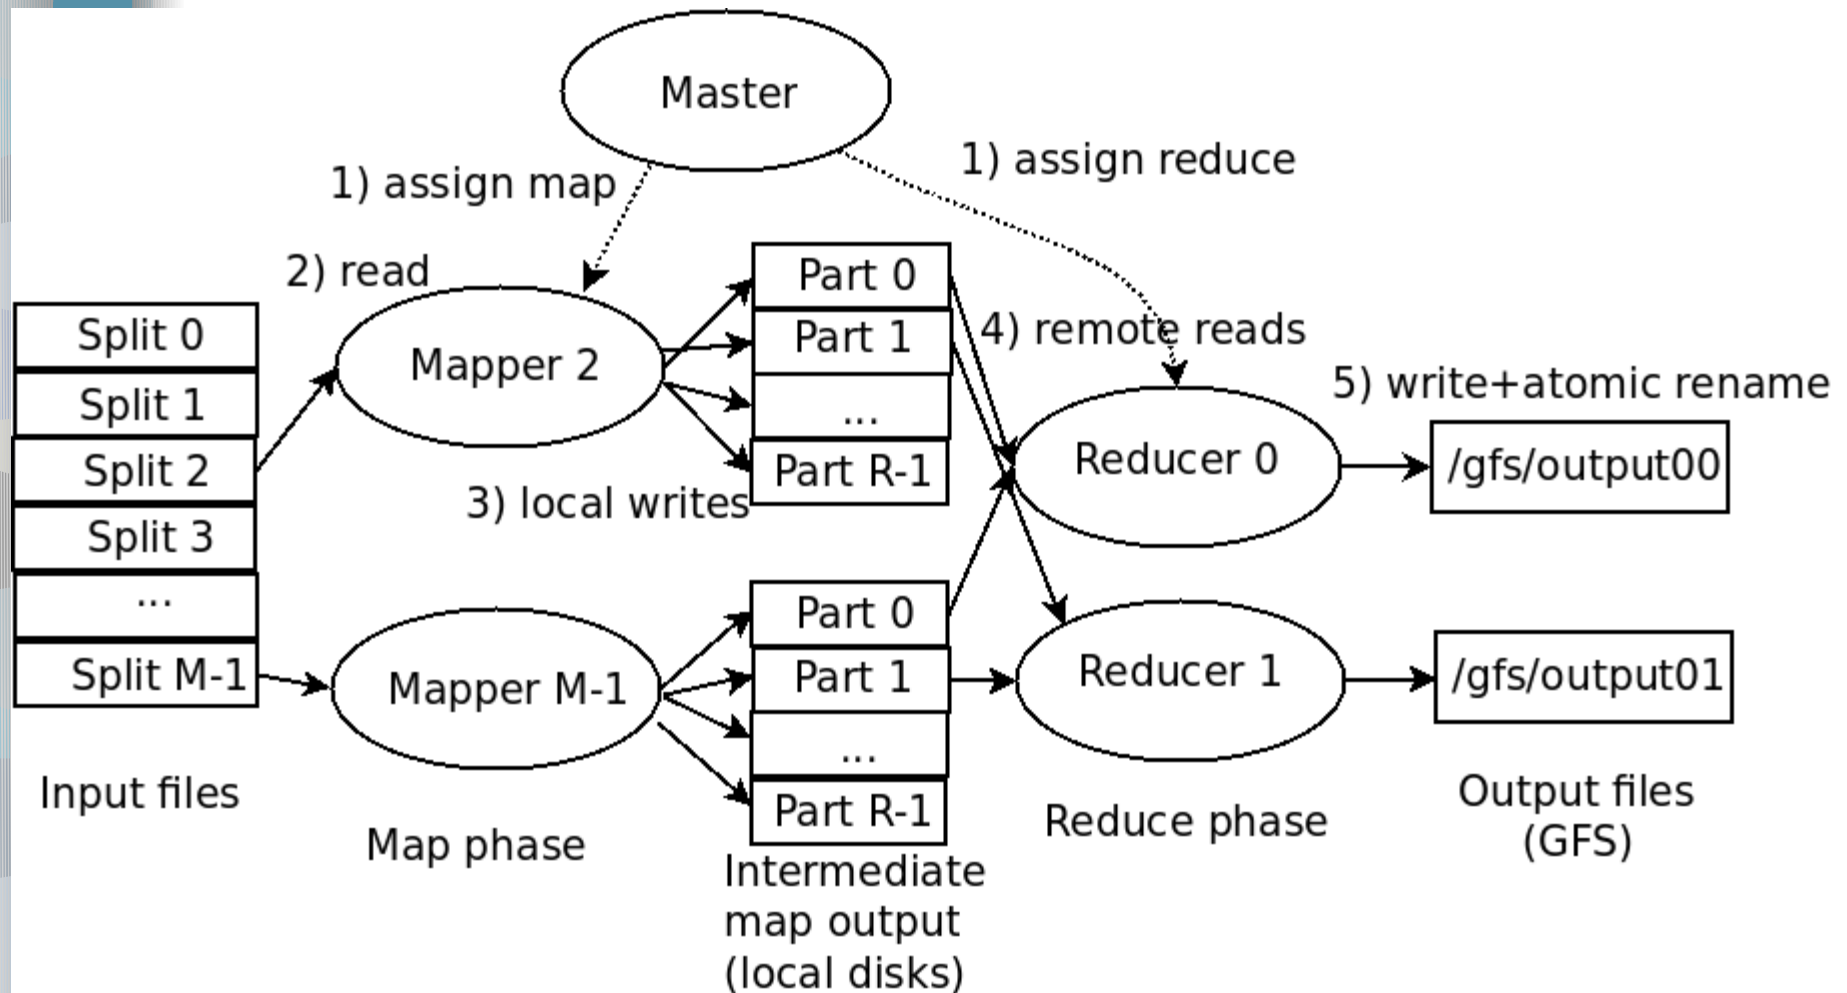 Master
1) assign map
1) assign reduce
2) read
Split 0
Split 1
Split 2
Split 3
...
Split M-1
Input files
Mapper 2
Mapper M-1
Map phase
3) local writes
Part 0
Part 1
...
Part R-1
Part 0
Part 1
...
Part R-1
Intermediate
map output
(local disks)
4) remote reads
Reducer 0
Reducer 1
Reduce phase
5) write+atomic rename
/gfs/output00
/gfs/output01
Output files
(GFS)